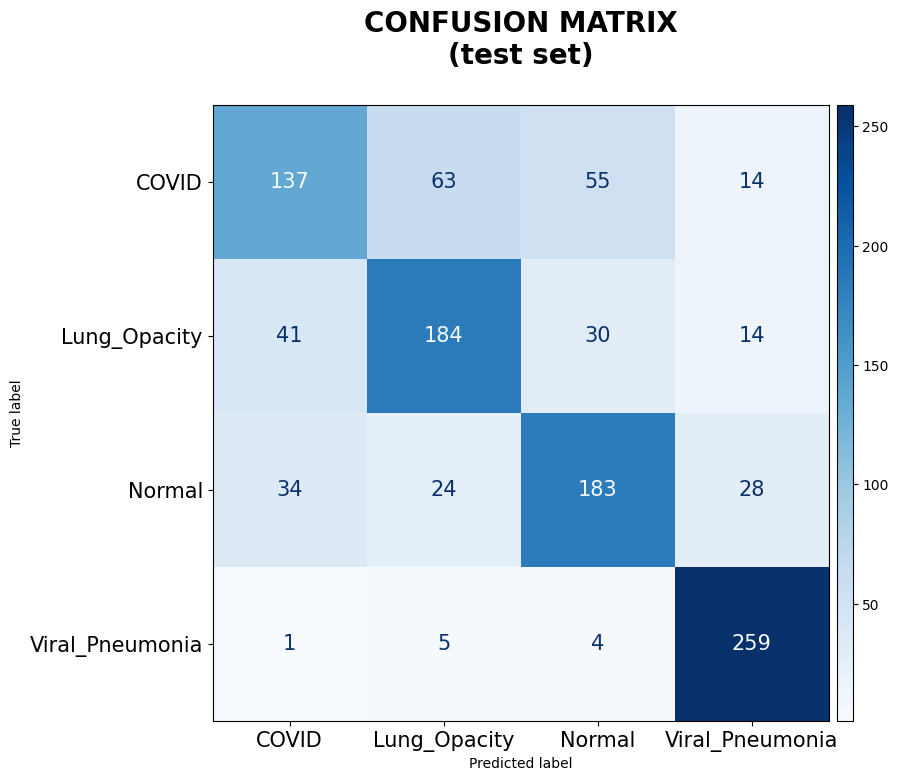 CONFUSION MATRIX
(test set)
COVID 137 63 55 14
Lung_Opacity 41 184 30 14
Normal 34 24 183 28
Viral_Pneumonia 1 5 4 259
COVID Lung_Opacity Normal Viral_Pneumonia
Predicted label
True label
250
200
150
100
50